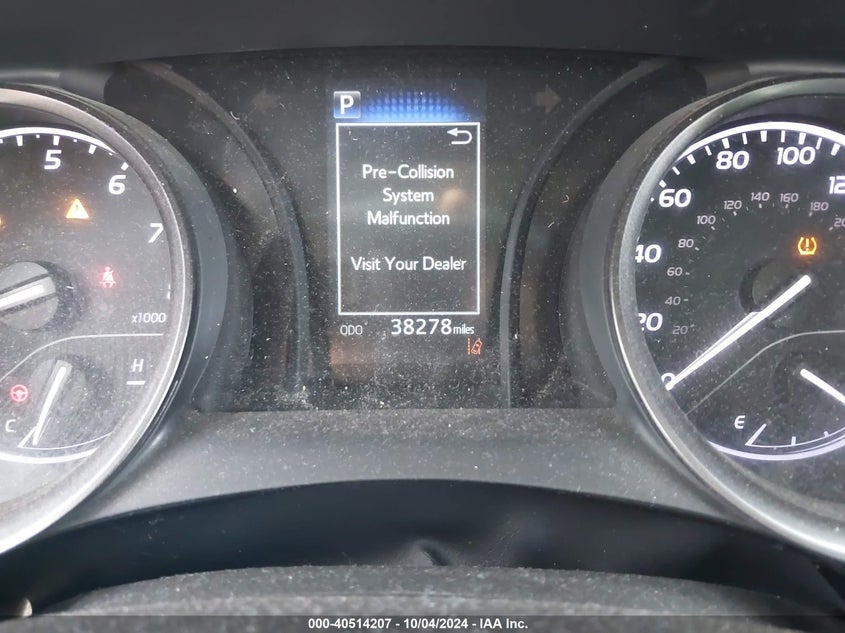 P
Pre-Collision
System
Malfunction
Visit Your Dealer
ODO 38278 miles
5
6
7
x1000
H
C
0
20
40
60
80
100
20
40
60
80
100
120
140
160
180
E
000-40514207 - 10/04/2024 - IAA Inc.